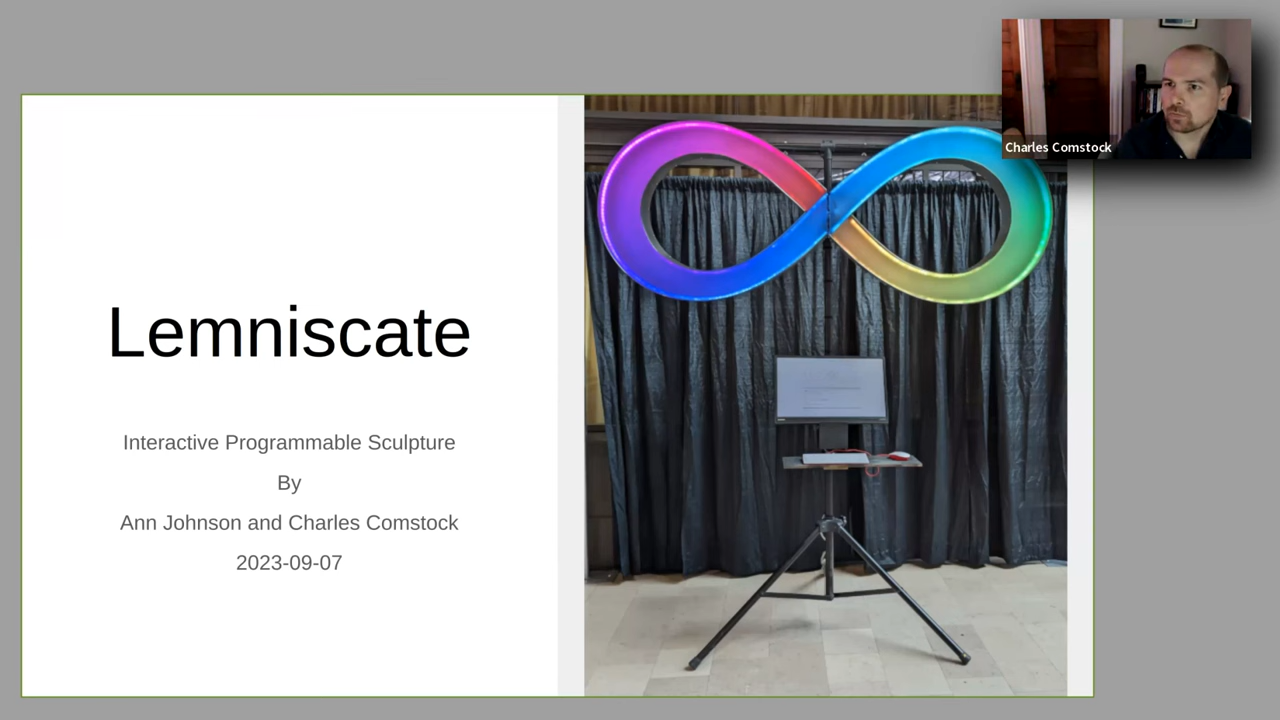 Charles Comstock
Lemniscate
Interactive Programmable Sculpture
By
Ann Johnson and Charles Comstock
2023-09-07